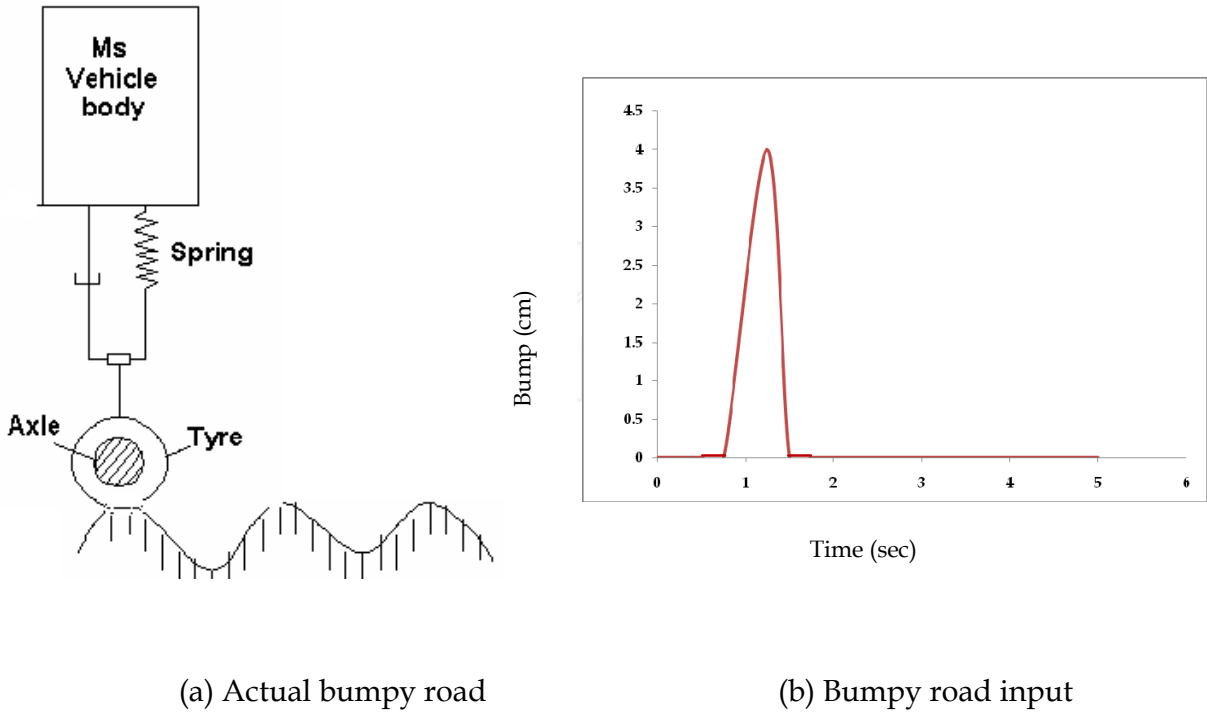 Ms
Vehicle
body
Spring
Axle
Tyre
4.5
4
3.5
3
2.5
2
1.5
1
0.5
0
0 1 2 3 4 5 6
Bump (cm)
Time (sec)
(a) Actual bumpy road
(b) Bumpy road input